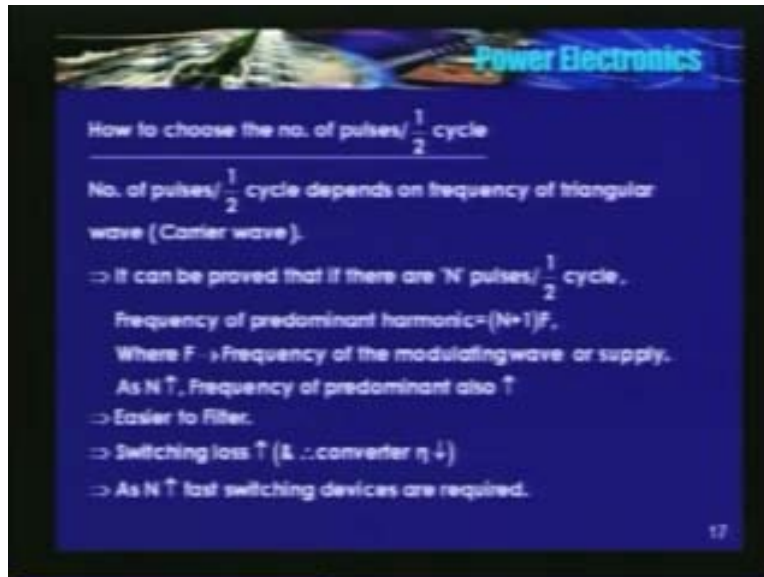 Power Electronics
How to choose the no. of pulses/ 1/2 cycle
No. of pulses/ 1/2 cycle depends on frequency of triangular
wave (Carrier wave).
⇒ It can be proved that if there are 'N' pulses/ 1/2 cycle,
Frequency of predominant harmonic=(N+1)F,
Where F →Frequency of the modulatingwave or supply.
As N↑, Frequency of predominant also ↑
⇒ Easier to Filter.
⇒ Switching loss ↑ (& ∴converter η ↓)
⇒ As N ↑ fast switching devices are required.
17